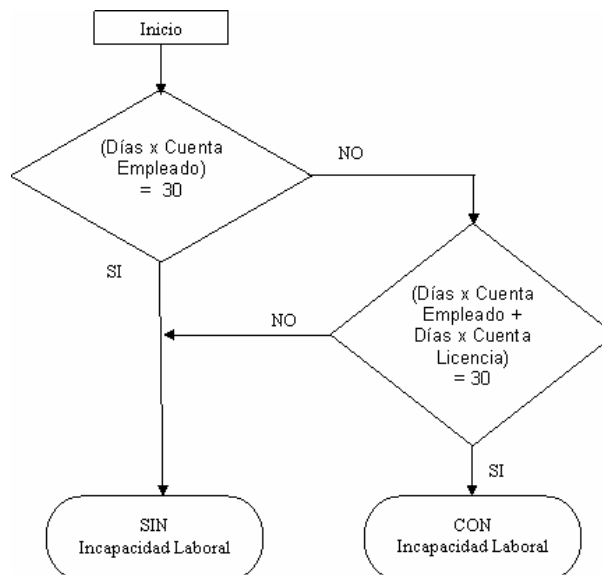 Inicio
(Días x Cuenta
Empleado)
= 30
NO
SI
(Días x Cuenta
Empleado +
Días x Cuenta
Licencia)
= 30
NO
SI
SIN
Incapacidad Laboral
CON
Incapacidad Laboral